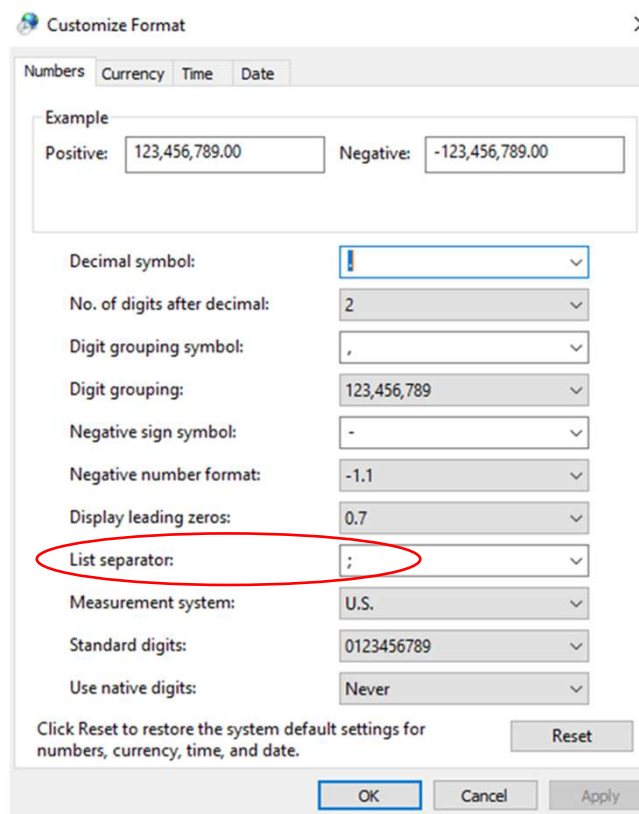 Customize Format
Numbers Currency Time Date
Example
Positive: 123,456,789.00 Negative: -123,456,789.00
Decimal symbol: .
No. of digits after decimal: 2
Digit grouping symbol: ,
Digit grouping: 123,456,789
Negative sign symbol: -
Negative number format: -1.1
Display leading zeros: 0.7
List separator: ;
Measurement system: U.S.
Standard digits: 0123456789
Use native digits: Never
Click Reset to restore the system default settings for
numbers, currency, time, and date.
Reset
OK Cancel Apply